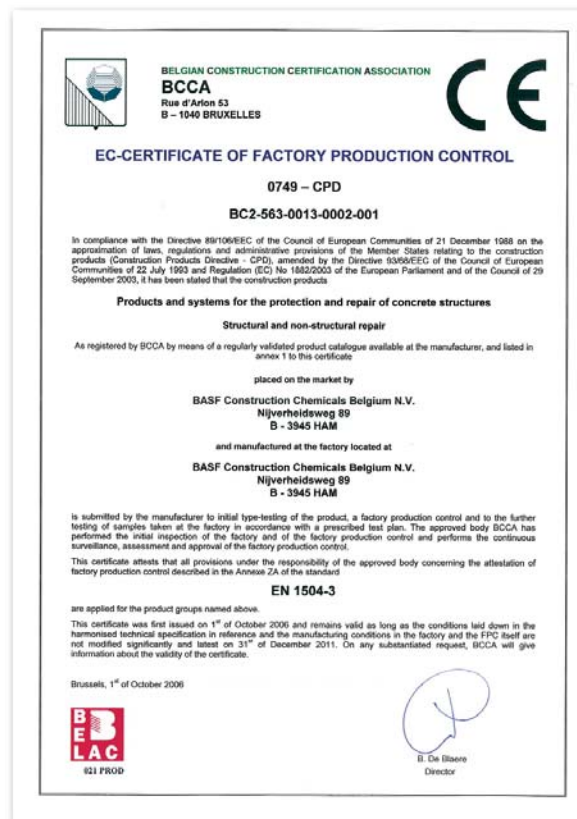 BELGIAN CONSTRUCTION CERTIFICATION ASSOCIATION
BCCA
Rue d'Arlon 53
B – 1040 BRUXELLES
CE
EC-CERTIFICATE OF FACTORY PRODUCTION CONTROL
0749 – CPD
BC2-563-0013-0002-001
In compliance with the Directive 89/106/EEC of the Council of European Communities of 21 December 1988 on the
approximation of laws, regulations and administrative provisions of the Member States relating to the construction
products (Construction Products Directive - CPD), amended by the Directive 93/68/EEC of the Council of European
Communities of 22 July 1993 and Regulation (EC) No 1882/2003 of the European Parliament and of the Council of 29
September 2003, it has been stated that the construction products
Products and systems for the protection and repair of concrete structures
Structural and non-structural repair
As registered by BCCA by means of a regularly validated product catalogue available at the manufacturer, and listed in
annex 1 to this certificate
placed on the market by
BASF Construction Chemicals Belgium N.V.
Nijverheidsweg 89
B - 3945 HAM
and manufactured at the factory located at
BASF Construction Chemicals Belgium N.V.
Nijverheidsweg 89
B - 3945 HAM
is submitted by the manufacturer to initial type-testing of the product, a factory production control and to the further
testing of samples taken at the factory in accordance with a prescribed test plan. The approved body BCCA has
performed the initial inspection of the factory and of the factory production control and performs the continuous
surveillance, assessment and approval of the factory production control.
This certificate attests that all provisions under the responsibility of the approved body concerning the attestation of
factory production control described in the Annexe ZA of the standard
EN 1504-3
are applied for the product groups named above.
This certificate was first issued on 1st of October 2006 and remains valid as long as the conditions laid down in the
harmonised technical specification in reference and the manufacturing conditions in the factory and the FPC itself are
not modified significantly and latest on 31st of December 2011. On any substantiated request, BCCA will give
information about the validity of the certificate.
Brussels, 1st of October 2006
BELAC
021 PROD
B. De Blaere
Director